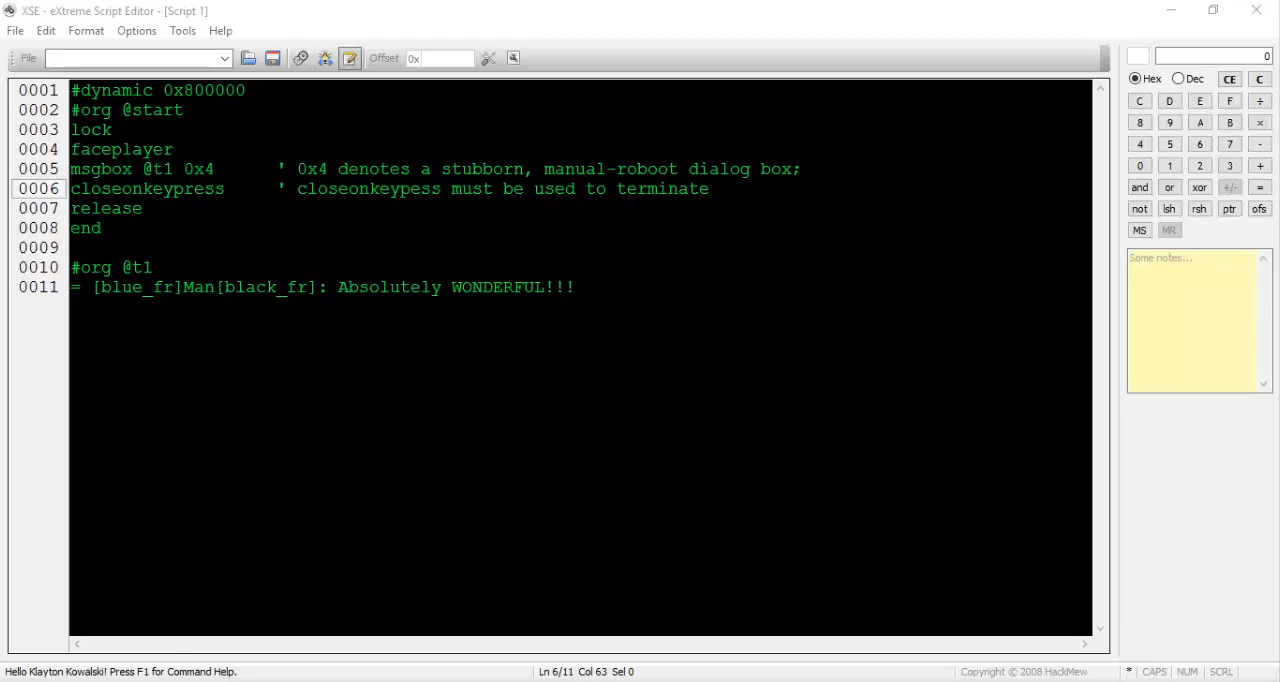 XSE - eXtreme Script Editor - [Script 1]
File Edit Format Options Tools Help
File Offset 0x
0
Hex Dec CE C
C D E F ÷
8 9 A B ×
4 5 6 7 -
0 1 2 3 +
and or xor +/- =
not lsh rsh ptr ofs
MS MR
Some notes...
0001 #dynamic 0x800000
0002 #org @start
0003 lock
0004 faceplayer
0005 msgbox @t1 0x4 ' 0x4 denotes a stubborn, manual-roboot dialog box;
0006 closeonkeypress ' closeonkeypess must be used to terminate
0007 release
0008 end
0009
0010 #org @t1
0011 = [blue_fr]Man[black_fr]: Absolutely WONDERFUL!!!
Hello Klayton Kowalski! Press F1 for Command Help. Ln 6/11 Col 63 Sel 0 Copyright © 2008 HackMew * CAPS NUM SCRL